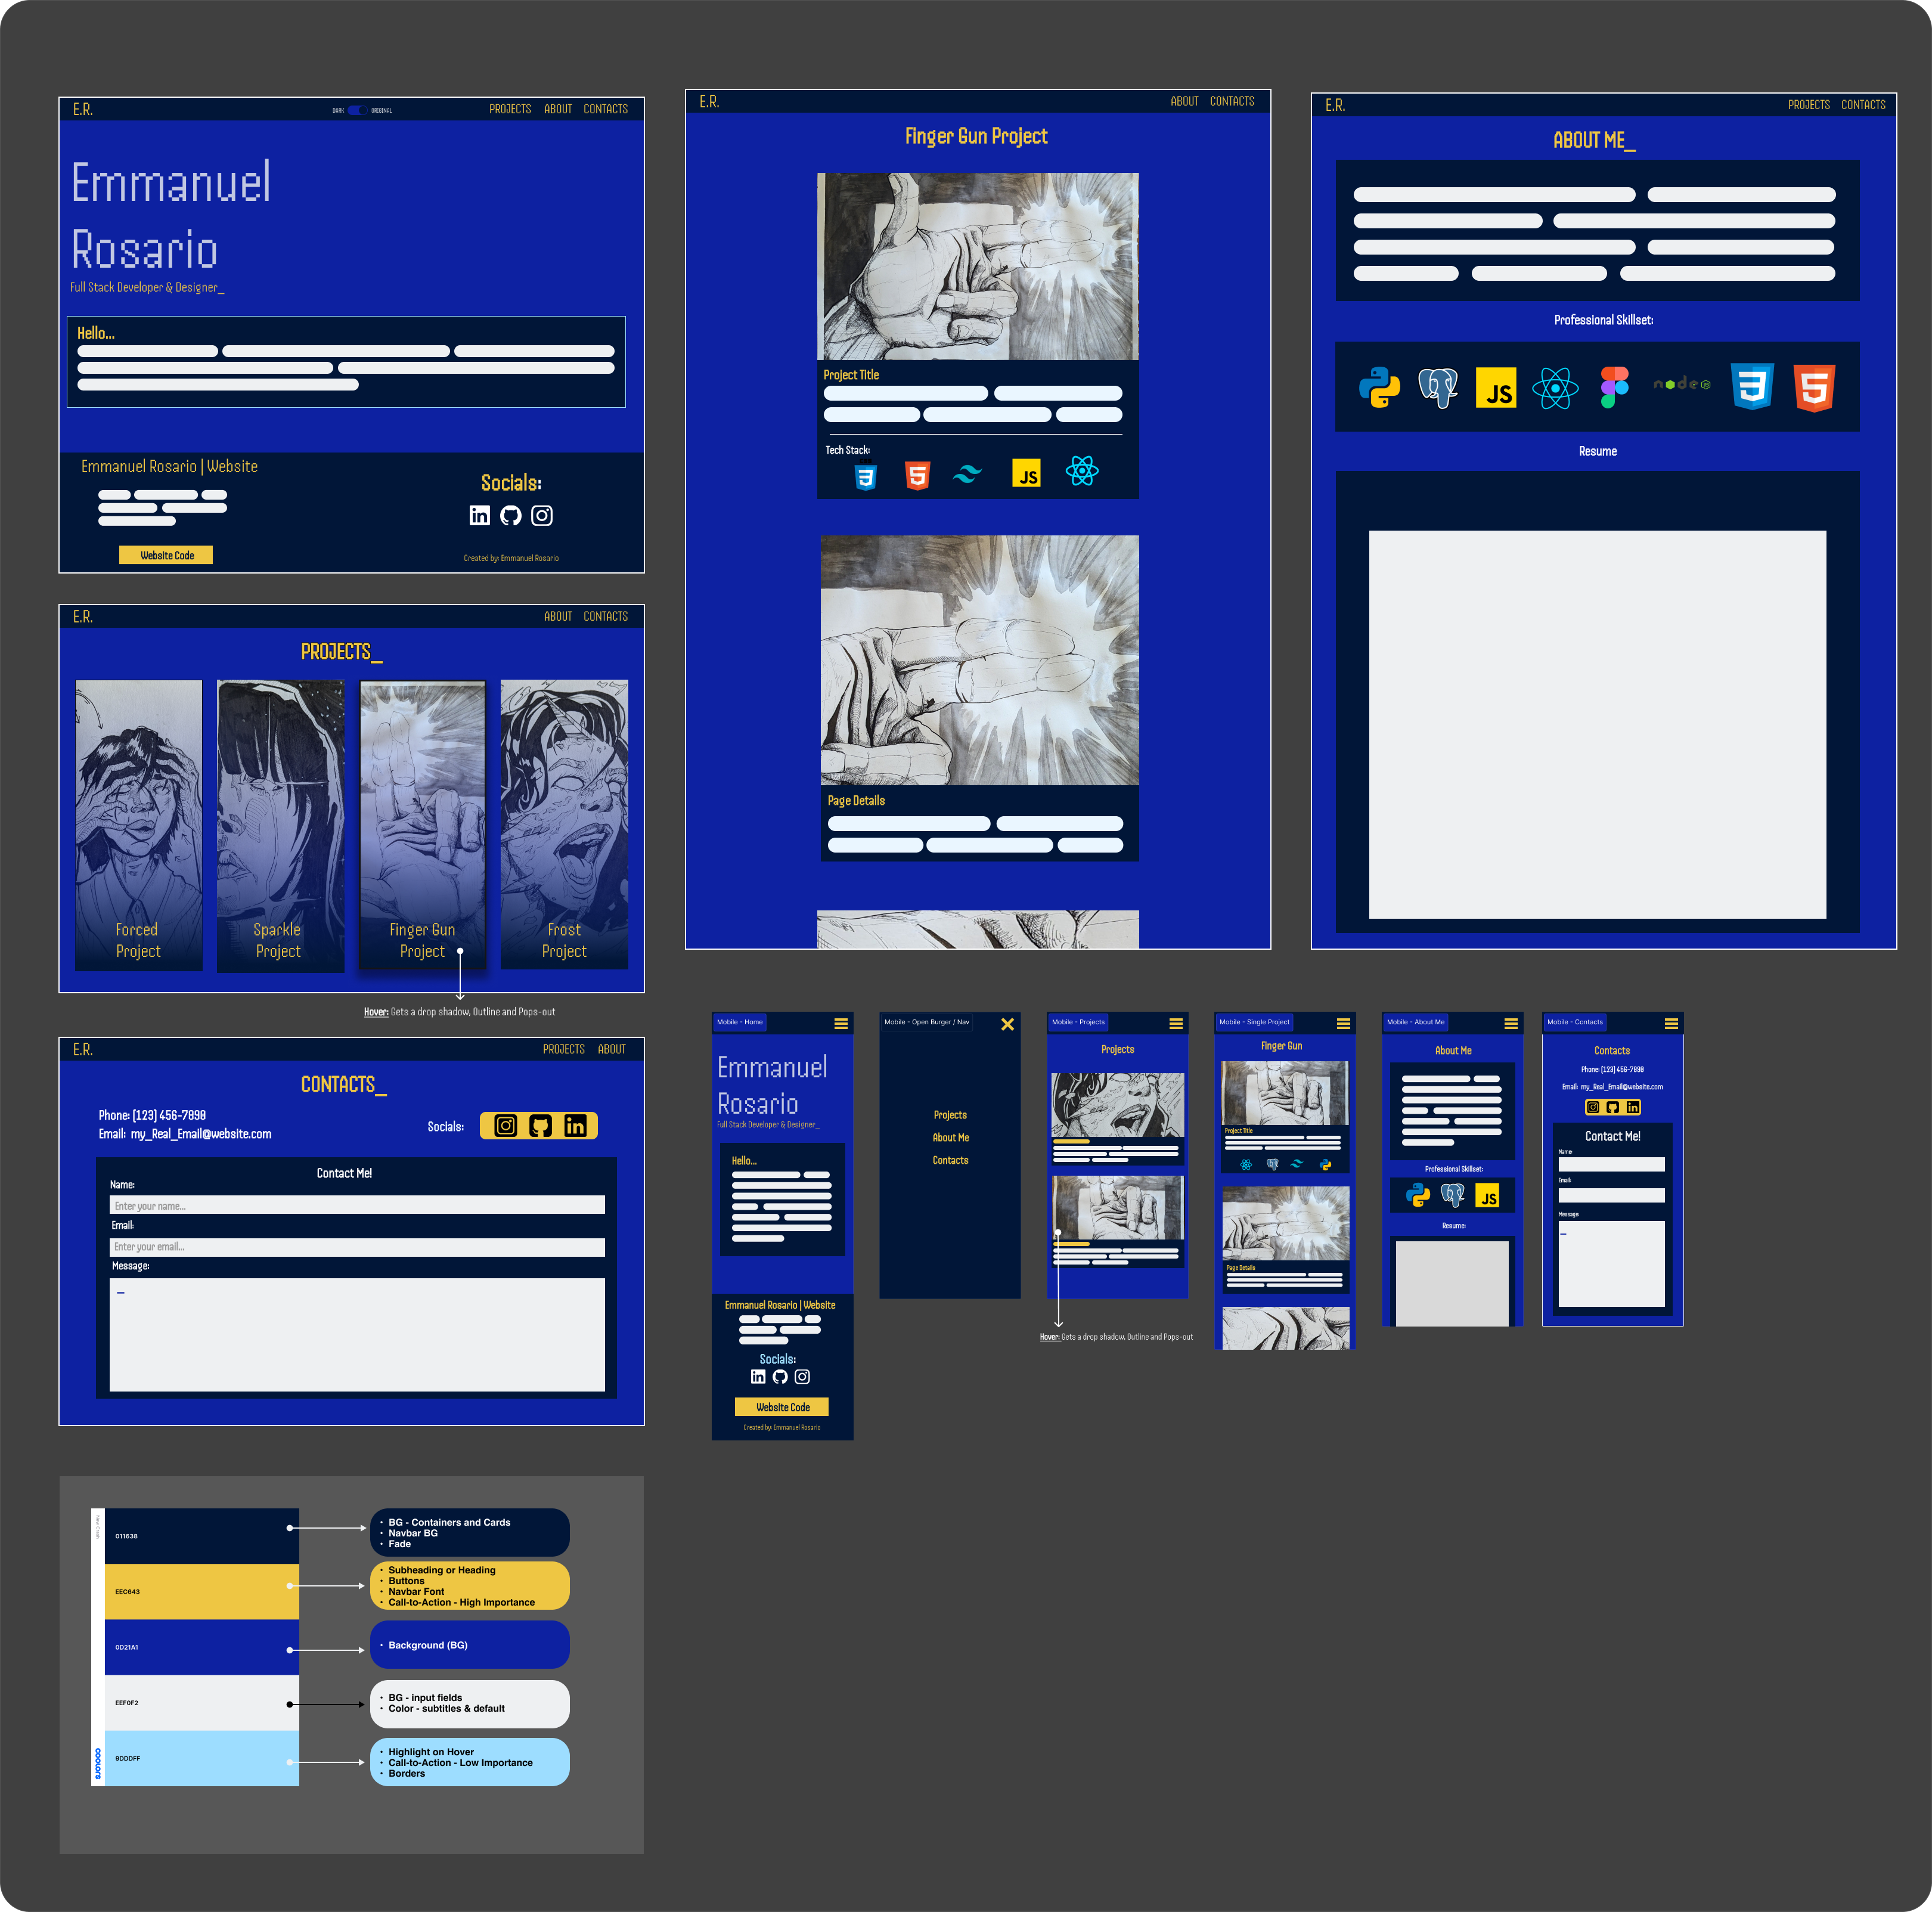 E.R.
DARK
ORIGINAL
PROJECTS
ABOUT
CONTACTS
Emmanuel
Rosario
Full Stack Developer & Designer_
Hello...
Emmanuel Rosario | Website
Website Code
Socials:
Created by: Emmanuel Rosario
E.R.
ABOUT
CONTACTS
Finger Gun Project
Project Title
Tech Stack:
JS
Page Details
E.R.
PROJECTS
CONTACTS
ABOUT ME_
Professional Skillset:
JS
node
Resume
E.R.
ABOUT
CONTACTS
PROJECTS_
Forced
Project
Sparkle
Project
Finger Gun
Project
Frost
Project
Hover: Gets a drop shadow, Outline and Pops-out
E.R.
PROJECTS
ABOUT
CONTACTS_
Phone: (123) 456-7890
Email: my_Real_Email@website.com
Socials:
Contact Me!
Name:
Enter your name...
Email:
Enter your email...
Message:
Mobile - Home
Emmanuel
Rosario
Full Stack Developer & Designer_
Hello...
Emmanuel Rosario | Website
Socials:
Website Code
Created by: Emmanuel Rosario
Mobile - Open Burger / Nav
Projects
About Me
Contacts
Mobile - Projects
Projects
Hover: Gets a drop shadow, Outline and Pops-out
Mobile - Single Project
Finger Gun
Project Title
Page Details
Mobile - About Me
About Me
Professional Skillset:
JS
Resume:
Mobile - Contacts
Contacts
Phone: (123) 456-7890
Email: my_Real_Email@website.com
Contact Me!
Name:
Email:
Message:
011638
EEC643
0D21A1
EEF0F2
9DDDFF
coolors
• BG - Containers and Cards
• Navbar BG
• Fade
• Subheading or Heading
• Buttons
• Navbar Font
• Call-to-Action - High Importance
• Background (BG)
• BG - input fields
• Color - subtitles & default
• Highlight on Hover
• Call-to-Action - Low Importance
• Borders